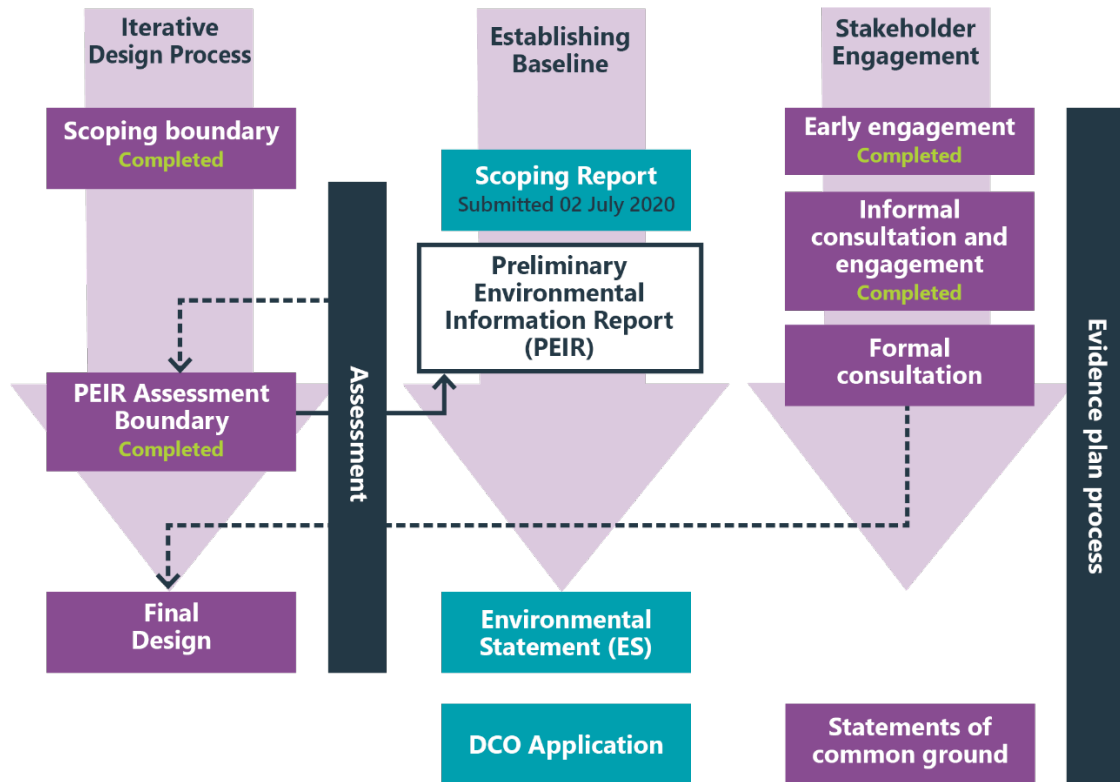 Iterative
Design Process
Scoping boundary
Completed
PEIR Assessment
Boundary
Completed
Final
Design
Assessment
Establishing
Baseline
Scoping Report
Submitted 02 July 2020
Preliminary
Environmental
Information Report
(PEIR)
Environmental
Statement (ES)
DCO Application
Stakeholder
Engagement
Early engagement
Completed
Informal
consultation and
engagement
Completed
Formal
consultation
Statements of
common ground
Evidence plan process